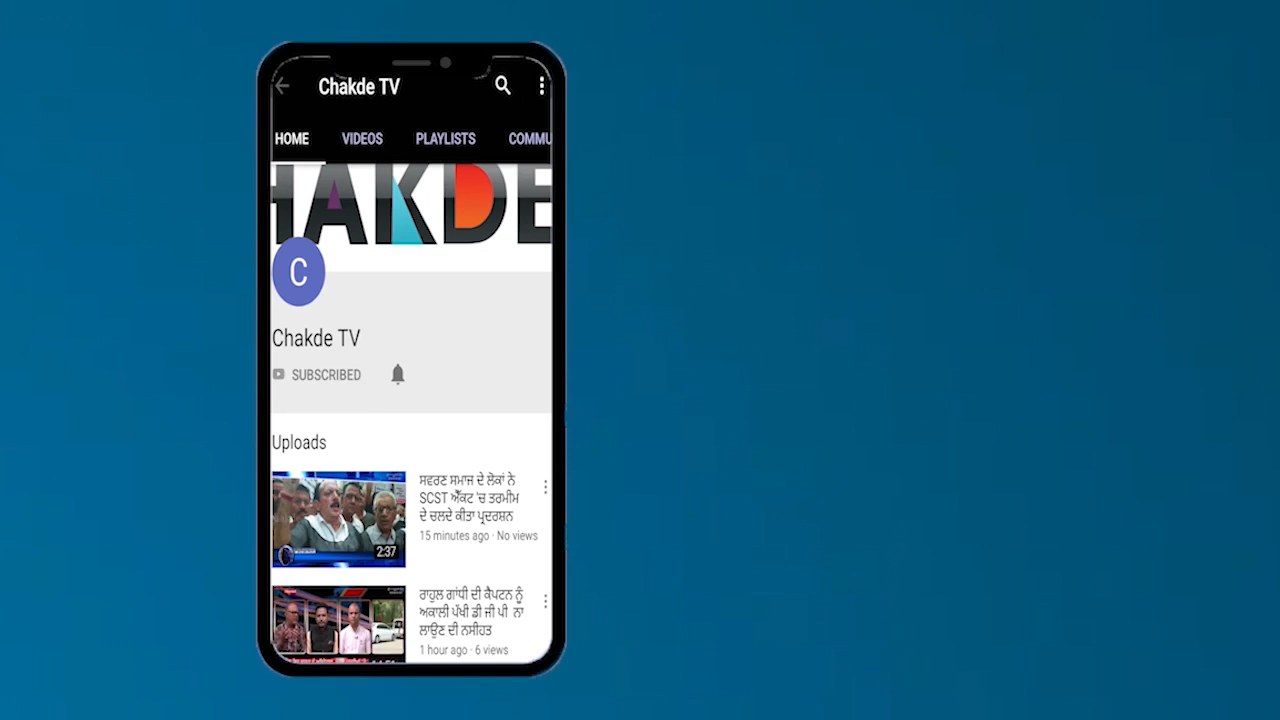 Chakde TV
HOME VIDEOS PLAYLISTS COMMU
HAKDE
C
Chakde TV
SUBSCRIBED
Uploads
ਸਵਰਣ ਸਮਾਜ ਦੇ ਲੋਕਾਂ ਨੇ
SCST ਐਕਟ 'ਚ ਤਰਮੀਮ
ਦੇ ਚਲਦੇ ਕੀਤਾ ਪ੍ਰਦਰਸ਼ਨ
15 minutes ago · No views
2:37
ਰਾਹੁਲ ਗਾਂਧੀ ਦੀ ਕੈਪਟਨ ਨੂੰ
ਅਕਾਲੀ ਪੱਖੀ ਡੀ ਜੀ ਪੀ ਨਾ
ਲਾਉਣ ਦੀ ਨਸੀਹਤ
1 hour ago · 6 views